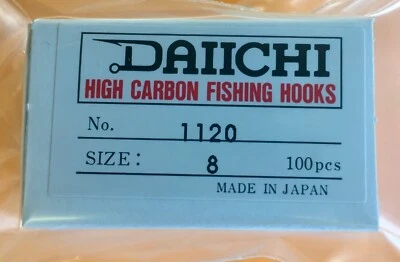 DAIICHI
HIGH CARBON FISHING HOOKS
No. 1120
SIZE: 8 100pcs
MADE IN JAPAN